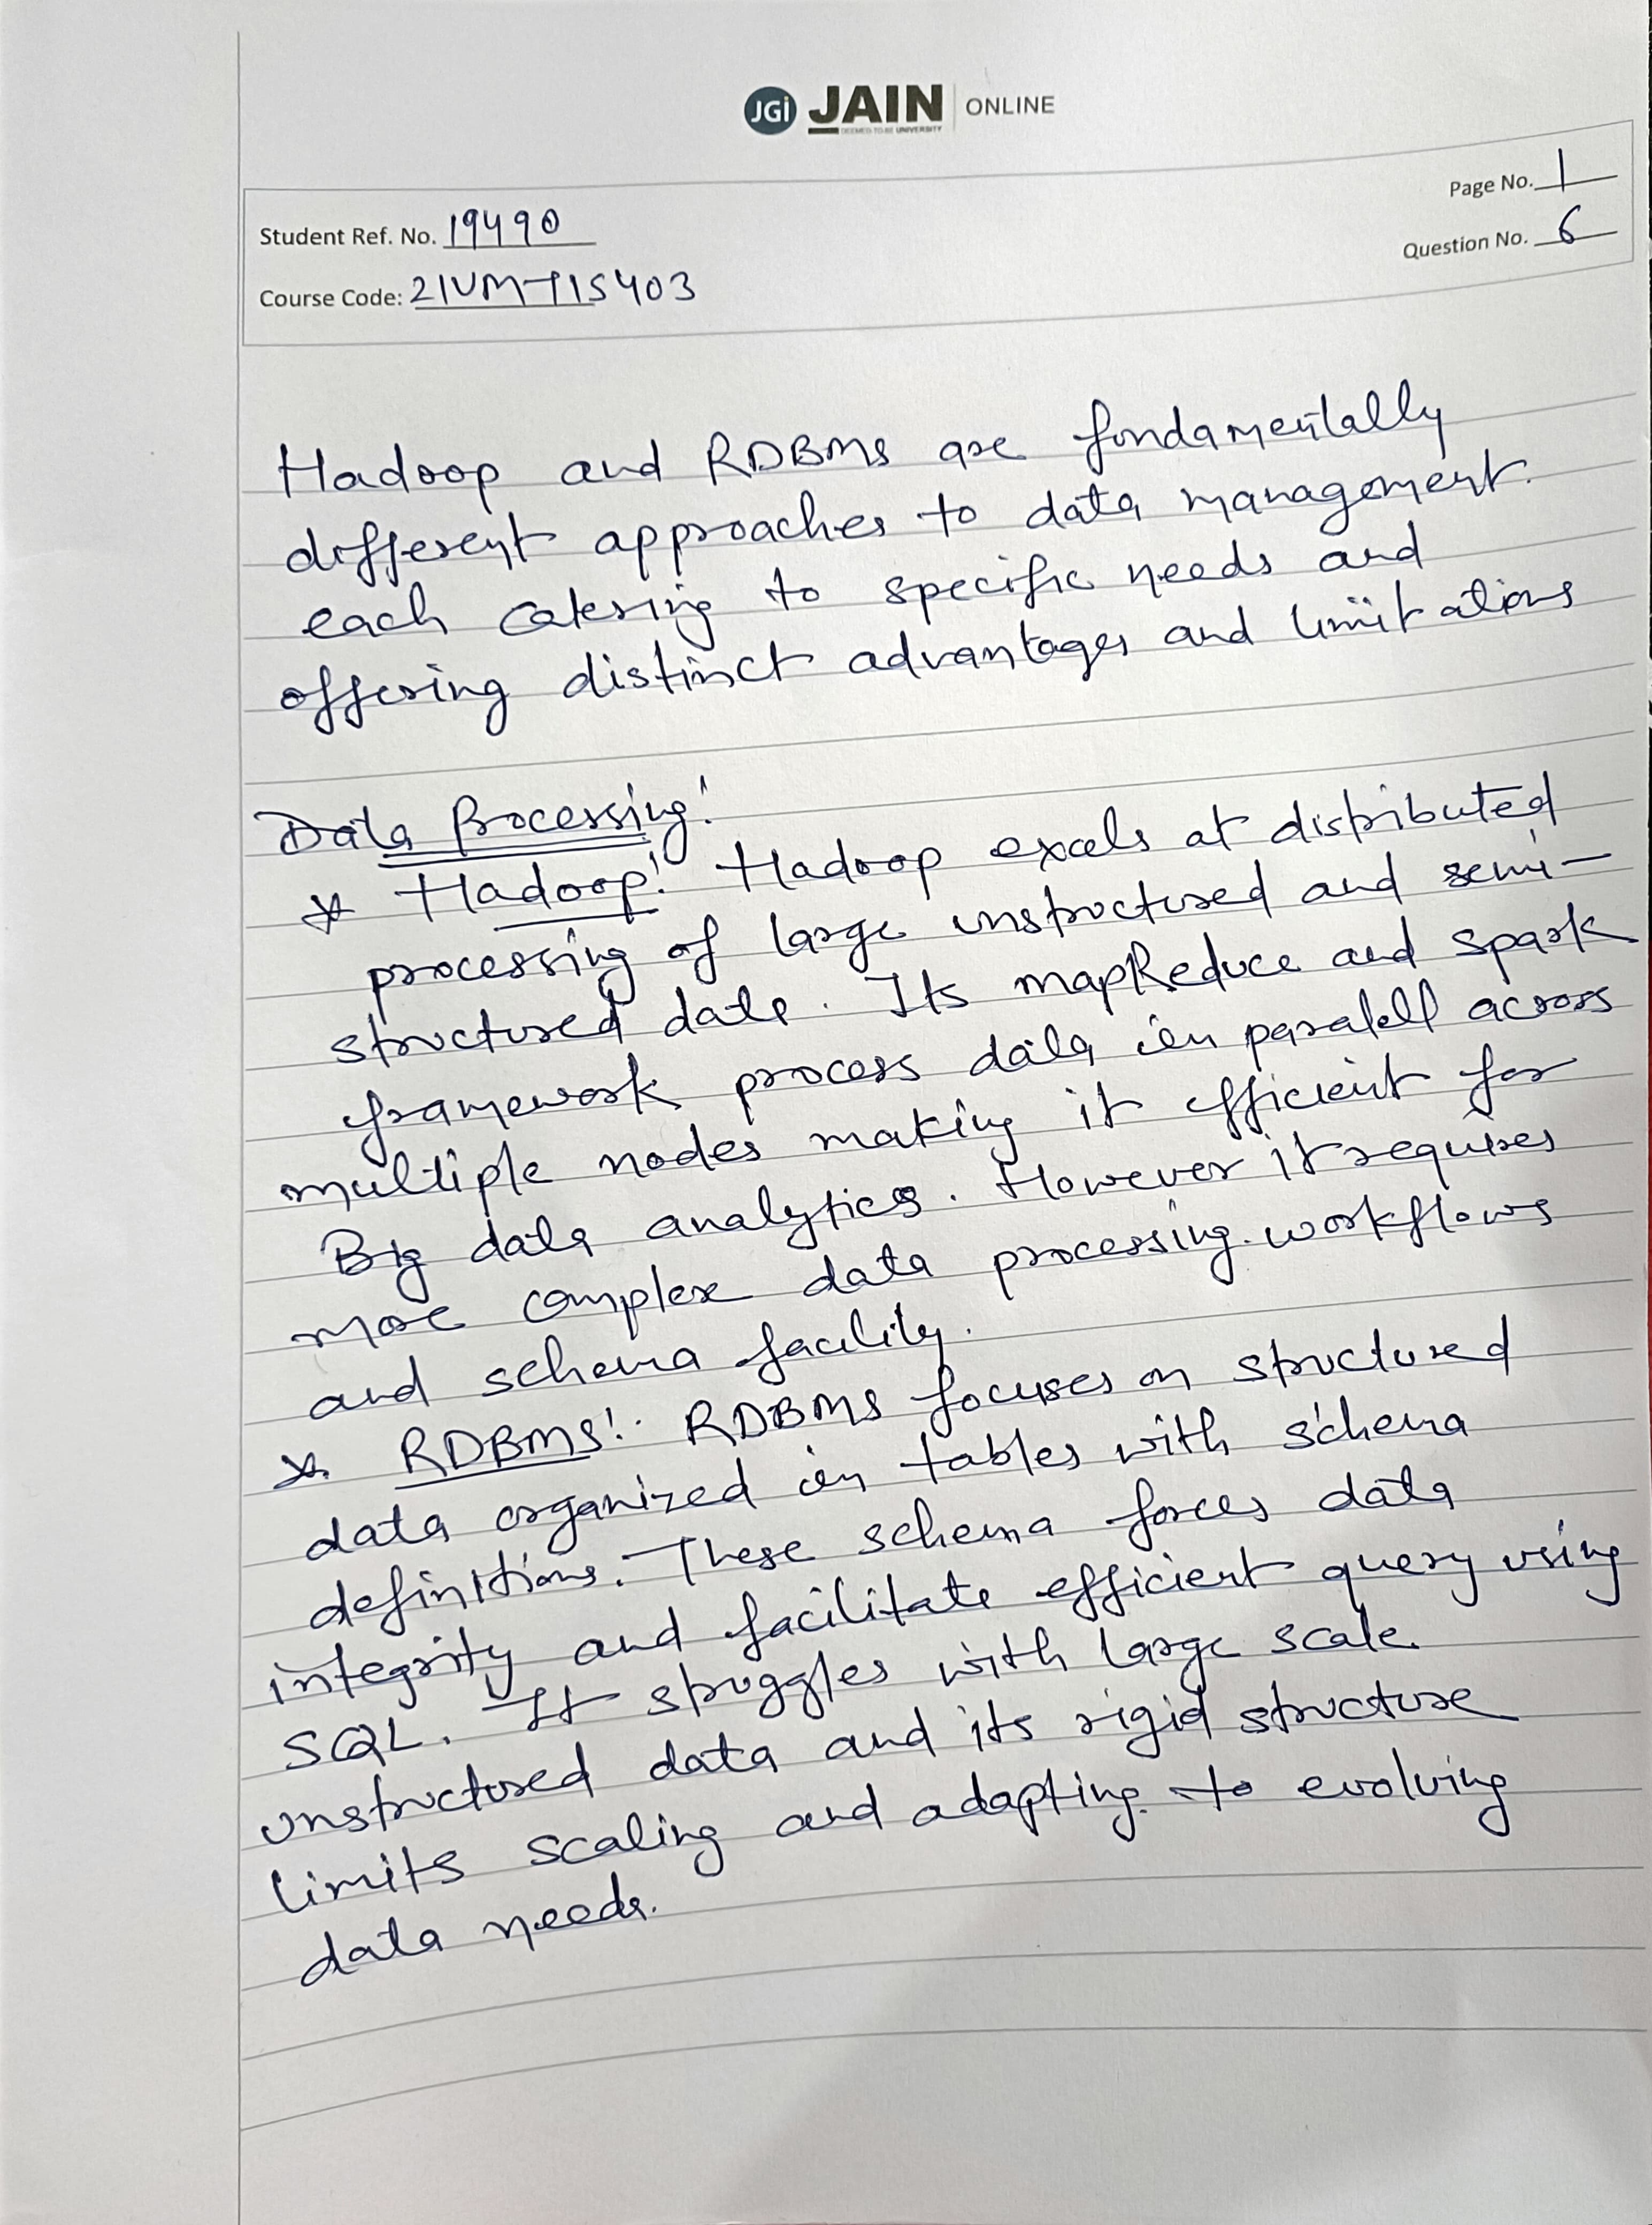 JGi JAIN ONLINE
DEEMED-TO-BE UNIVERSITY
Page No. 1
Student Ref. No. 19490
Question No. 6
Course Code: 21VMT1S403
Hadoop and RDBMS are fundamentally
different approaches to data management.
each catering to specific needs and
offering distinct advantages and limitations
Data Processing:
* Hadoop: Hadoop excels at distributed
processing of large unstructured and semi-
structured data. Its mapReduce and spark
framework process data in paralell across
multiple nodes making it efficient for
Big data analytics. However it requires
more complex data processing workflows
and schema facility.
* RDBMS: RDBMS focuses on structured
data organized in tables with schema
definitions. These schema forces data
integrity and facilitate efficient query using
SQL. It struggles with large scale
unstructured data and its rigid structure
limits scaling and adapting to evolving
data needs.